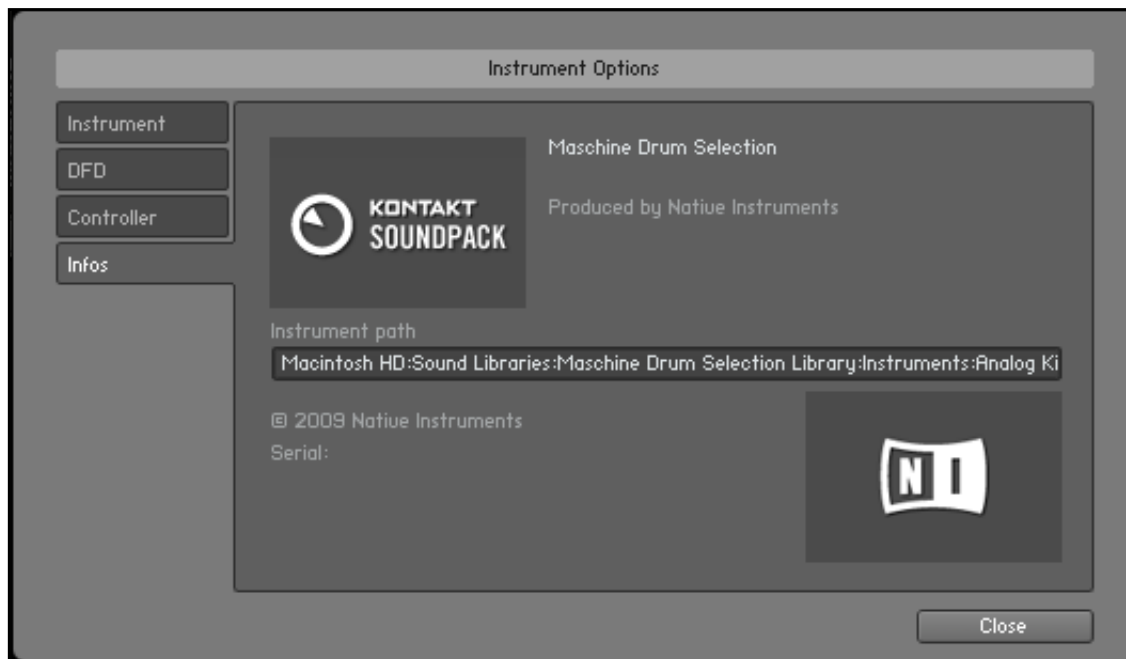 Instrument Options
Instrument
DFD
Controller
Infos
KONTAKT
SOUNDPACK
Maschine Drum Selection
Produced by Native Instruments
Instrument path
Macintosh HD:Sound Libraries:Maschine Drum Selection Library:Instruments:Analog Ki
© 2009 Native Instruments
Serial:
NI
Close